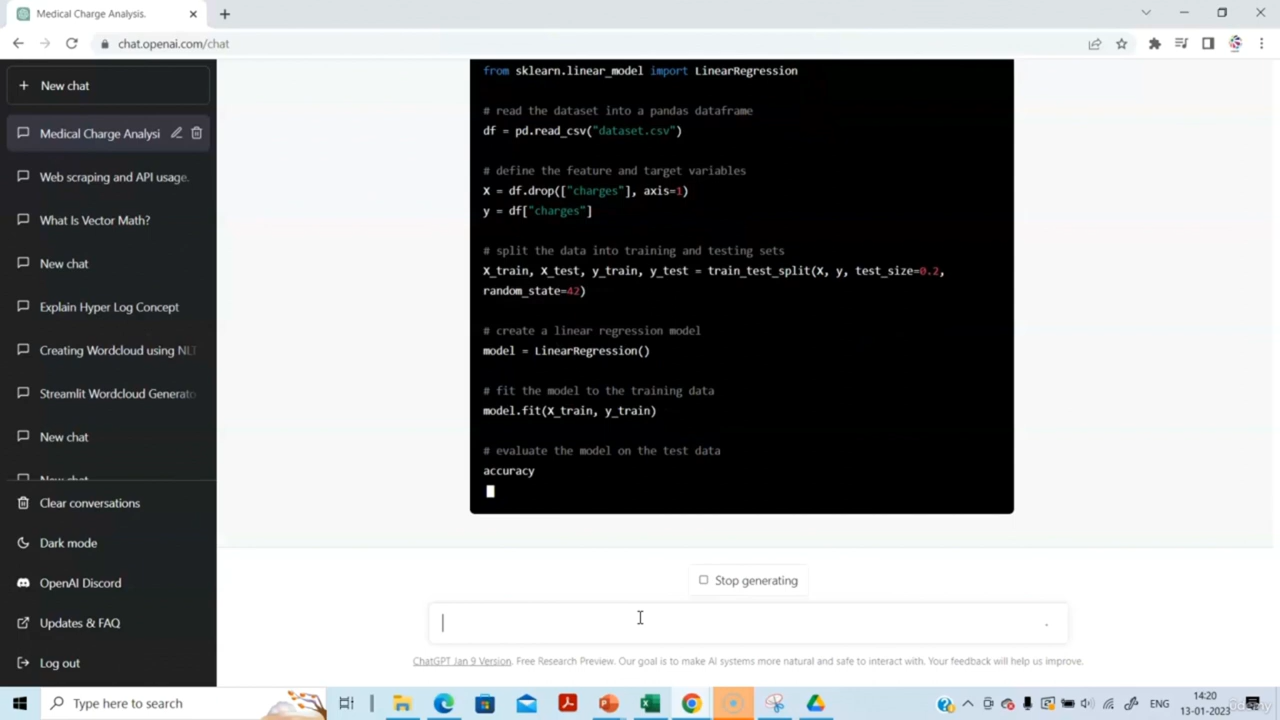 Medical Charge Analysis.
chat.openai.com/chat
New chat
Medical Charge Analysi
Web scraping and API usage.
What Is Vector Math?
New chat
Explain Hyper Log Concept
Creating Wordcloud using NLT
Streamlit Wordcloud Generato
New chat
New chat
Clear conversations
Dark mode
OpenAI Discord
Updates & FAQ
Log out
from sklearn.linear_model import LinearRegression
# read the dataset into a pandas dataframe
df = pd.read_csv("dataset.csv")
# define the feature and target variables
X = df.drop(["charges"], axis=1)
y = df["charges"]
# split the data into training and testing sets
X_train, X_test, y_train, y_test = train_test_split(X, y, test_size=0.2,
random_state=42)
# create a linear regression model
model = LinearRegression()
# fit the model to the training data
model.fit(X_train, y_train)
# evaluate the model on the test data
accuracy
Stop generating
ChatGPT Jan 9 Version. Free Research Preview. Our goal is to make AI systems more natural and safe to interact with. Your feedback will help us improve.
Type here to search
ENG
14:20
13-01-2023
udemy